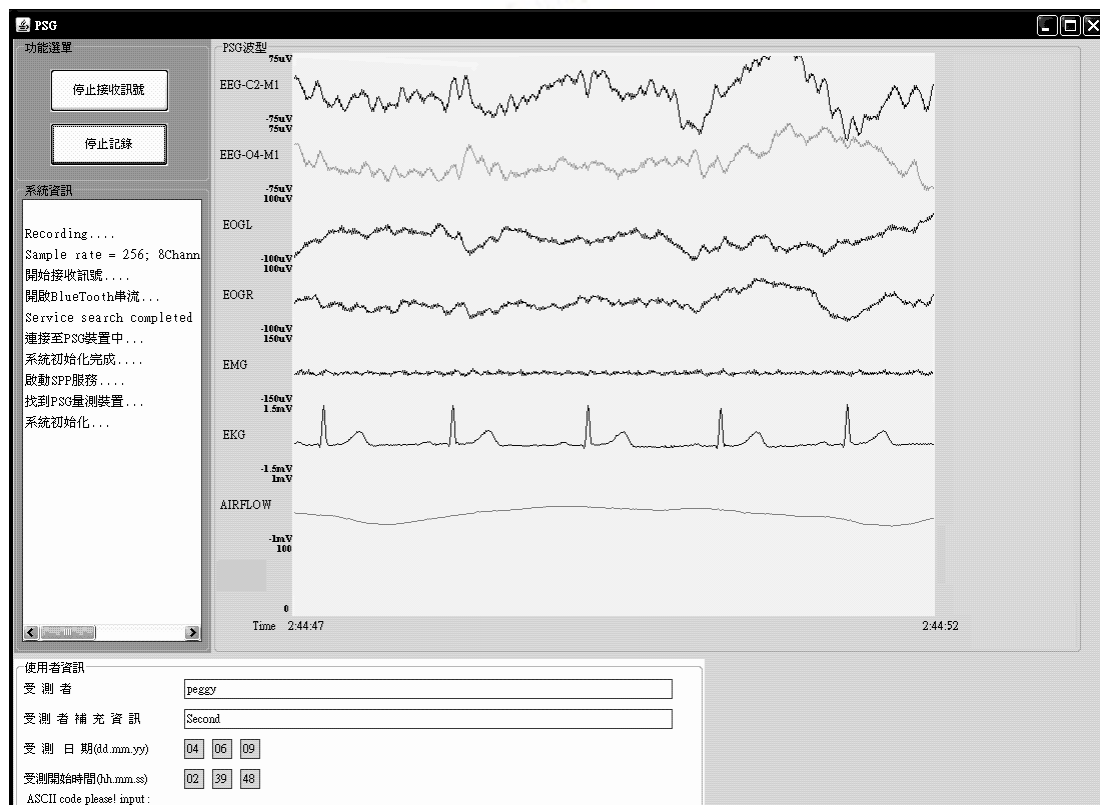 PSG
功能選單
停止接收訊號
停止記錄
系統資訊
Recording....
Sample rate = 256; 8Chann
開始接收訊號....
開啟BlueTooth串流...
Service search completed
連接至PSG裝置中...
系統初始化完成....
啟動SPP服務....
找到PSG量測裝置...
系統初始化...
PSG波型
75uV
EEG-C2-M1
-75uV
75uV
EEG-O4-M1
-75uV
100uV
EOGL
-100uV
100uV
EOGR
-100uV
150uV
EMG
-150uV
1.5mV
EKG
-1.5mV
1mV
AIRFLOW
-1mV
100
0
Time 2:44:47 2:44:52
使用者資訊
受 測 者 peggy
受 測 者 補 充 資 訊 Second
受 測 日 期(dd.mm.yy) 04 06 09
受測開始時間(hh.mm.ss) 02 39 48
ASCII code please! input :